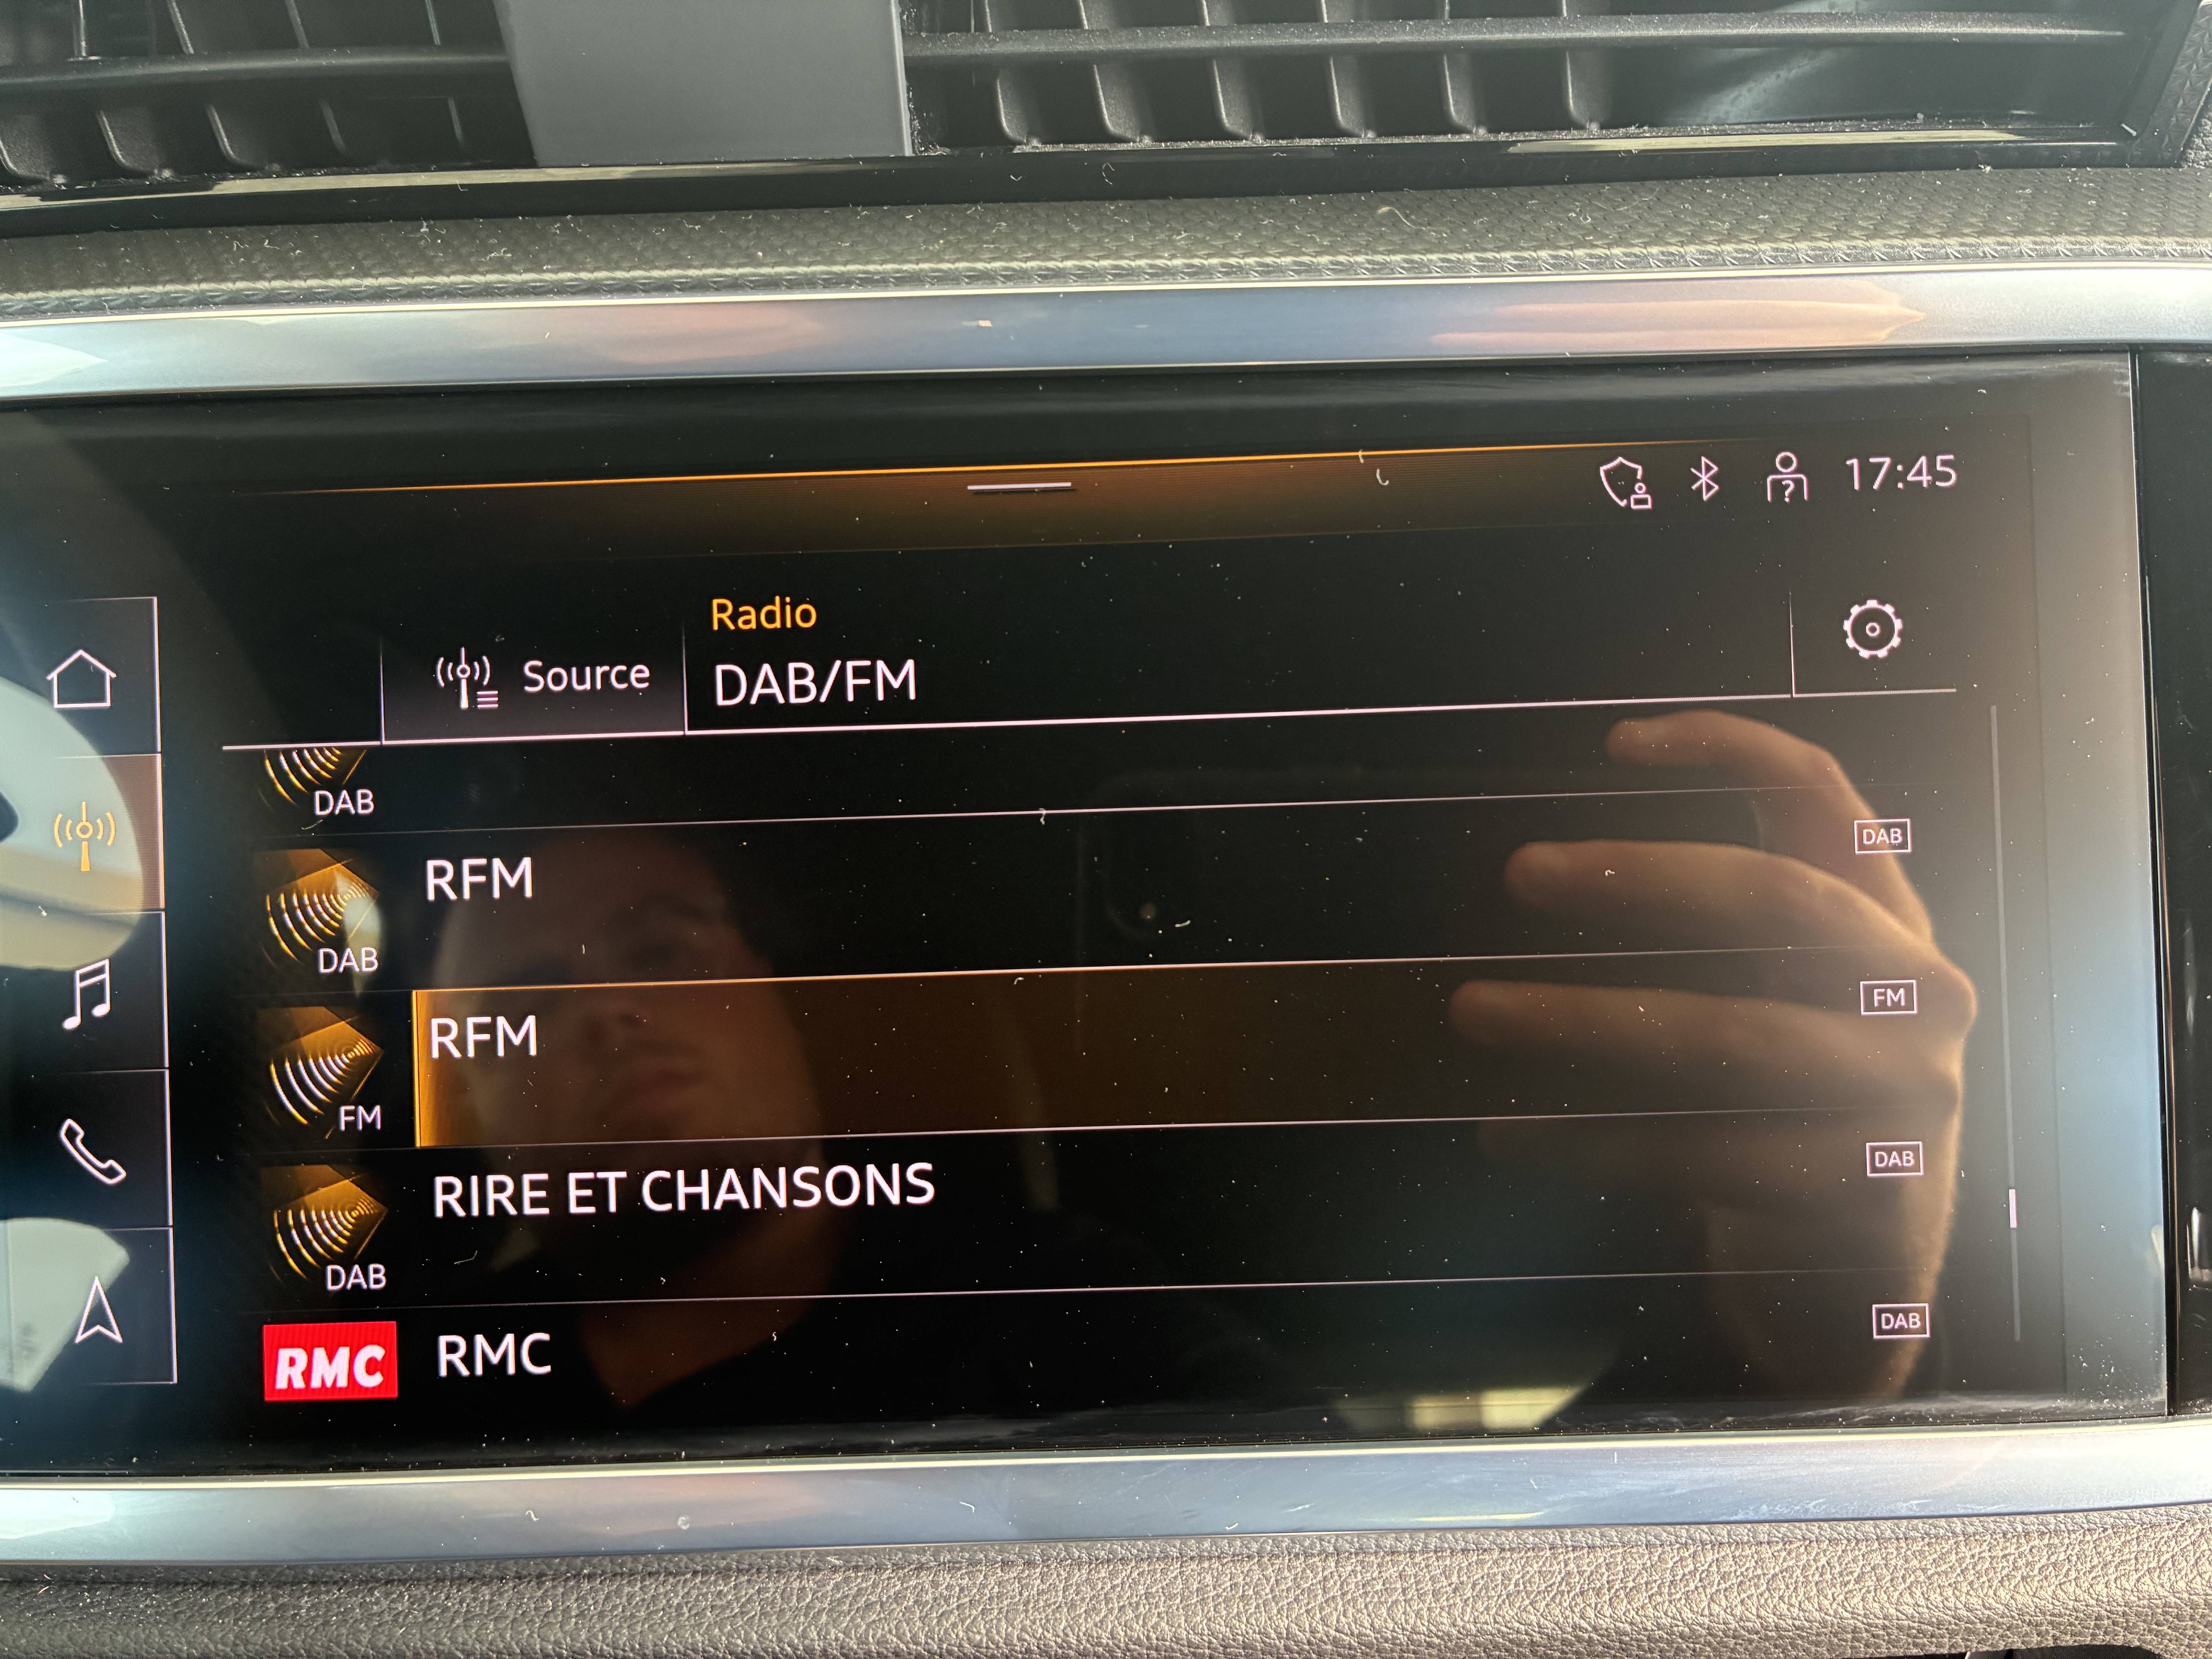 17:45
Radio
Source
DAB/FM
DAB
RFM
DAB
DAB
RFM
FM
FM
RIRE ET CHANSONS
DAB
DAB
RMC
RMC
DAB